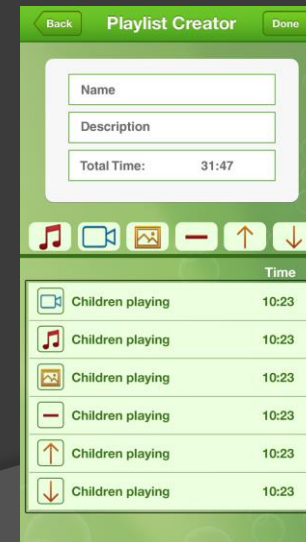 Back Playlist Creator Done
Name
Description
Total Time: 31:47
Time
Children playing 10:23
Children playing 10:23
Children playing 10:23
Children playing 10:23
Children playing 10:23
Children playing 10:23